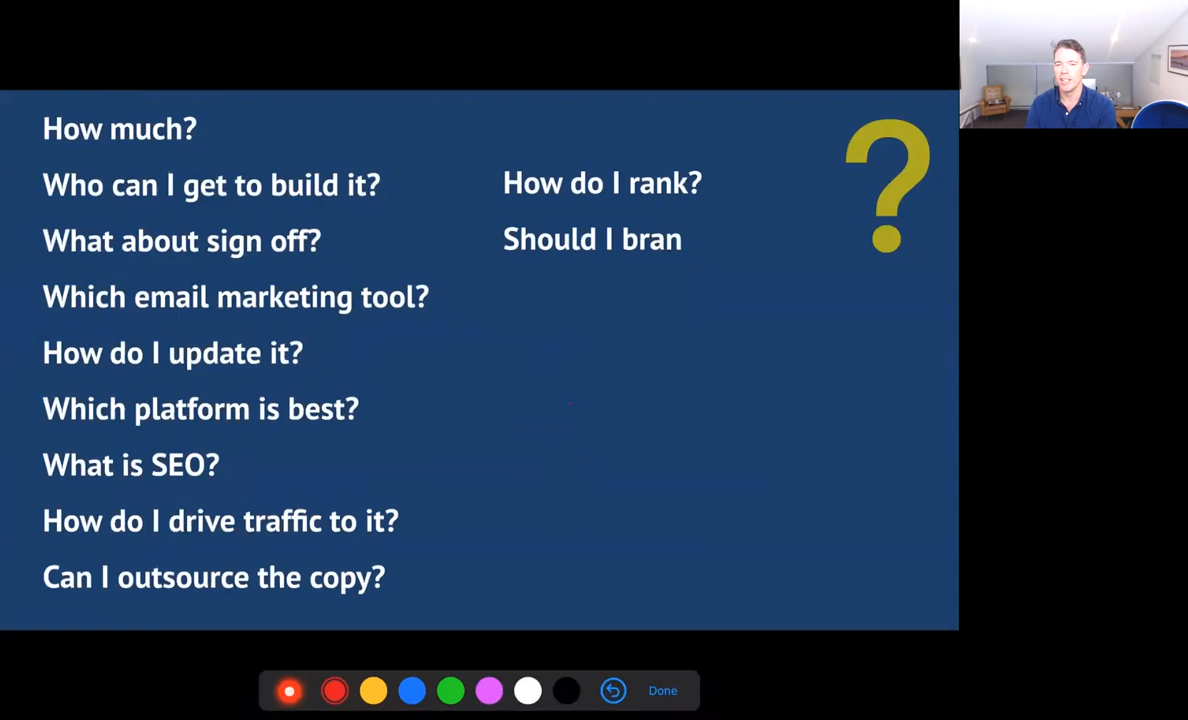 How much?
Who can I get to build it?
What about sign off?
Which email marketing tool?
How do I update it?
Which platform is best?
What is SEO?
How do I drive traffic to it?
Can I outsource the copy?
How do I rank?
Should I bran
?
Done